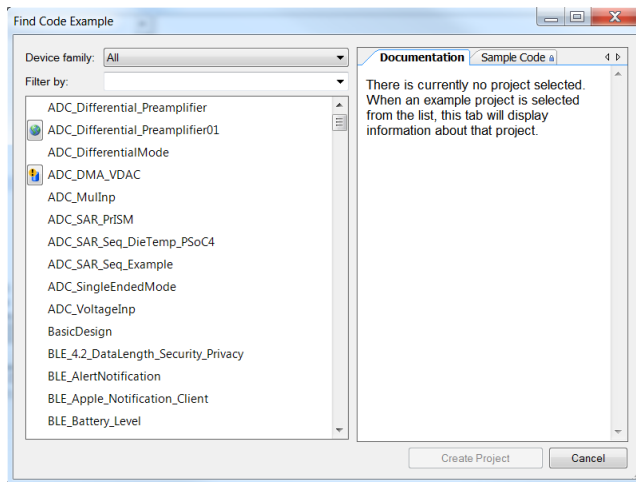 Find Code Example
Device family: All
Filter by:
ADC_Differential_Preamplifier
ADC_Differential_Preamplifier01
ADC_DifferentialMode
ADC_DMA_VDAC
ADC_MulInp
ADC_SAR_PrISM
ADC_SAR_Seq_DieTemp_PSoC4
ADC_SAR_Seq_Example
ADC_SingleEndedMode
ADC_VoltageInp
BasicDesign
BLE_4.2_DataLength_Security_Privacy
BLE_AlertNotification
BLE_Apple_Notification_Client
BLE_Battery_Level
Documentation Sample Code
There is currently no project selected.
When an example project is selected
from the list, this tab will display
information about that project.
Create Project Cancel